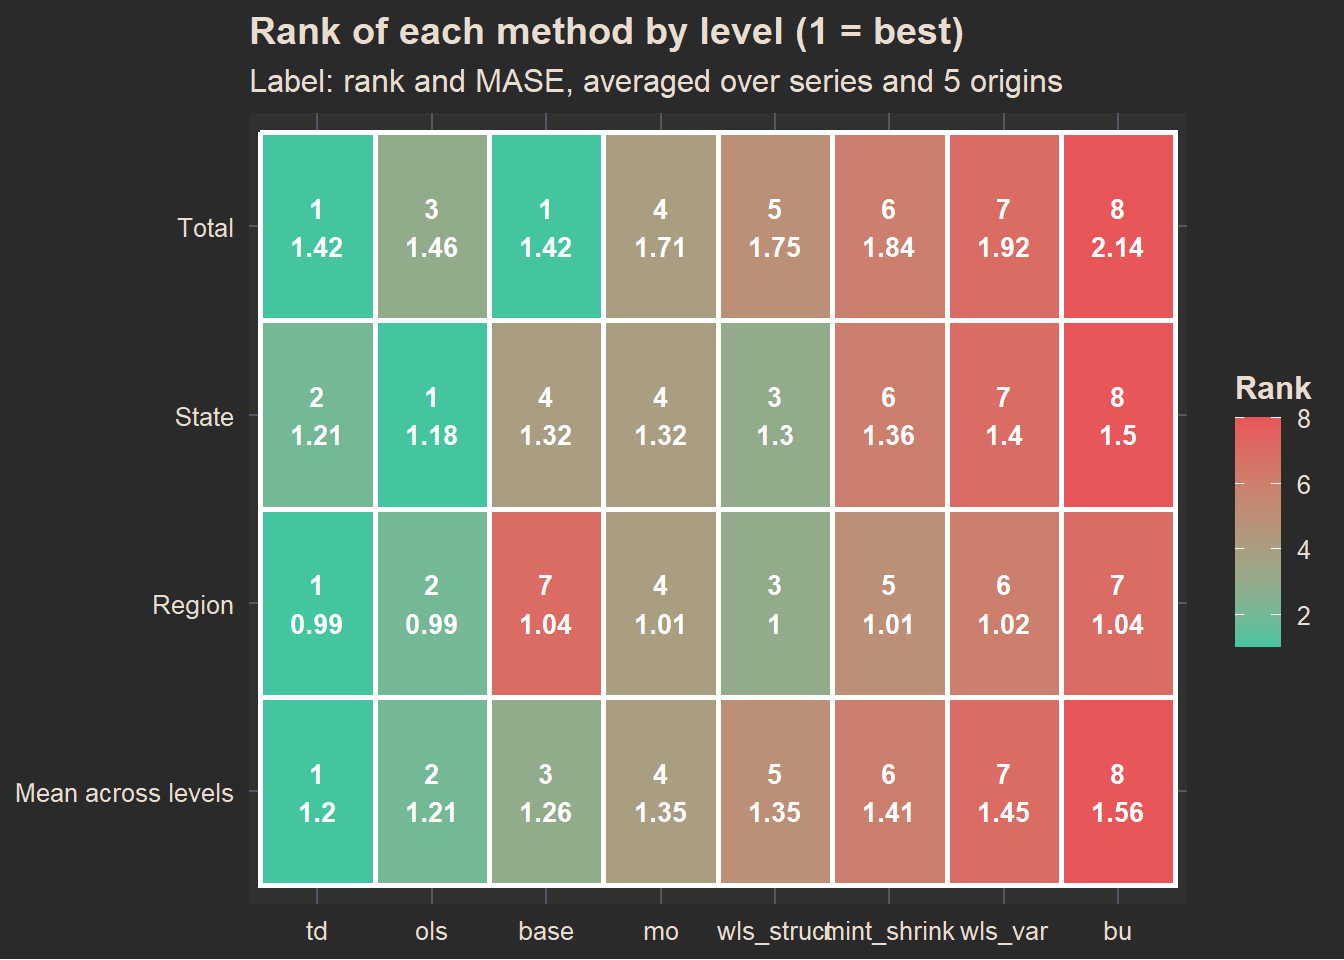 Rank of each method by level (1 = best)
Label: rank and MASE, averaged over series and 5 origins
Total
1 3 1 4 5 6 7 8
1.42 1.46 1.42 1.71 1.75 1.84 1.92 2.14
State
2 1 4 4 3 6 7 8
1.21 1.18 1.32 1.32 1.3 1.36 1.4 1.5
Region
1 2 7 4 3 5 6 7
0.99 0.99 1.04 1.01 1 1.01 1.02 1.04
Mean across levels
1 2 3 4 5 6 7 8
1.2 1.21 1.26 1.35 1.35 1.41 1.45 1.56
td ols base mo wls_struct mint_shrink wls_var bu
Rank
8
6
4
2